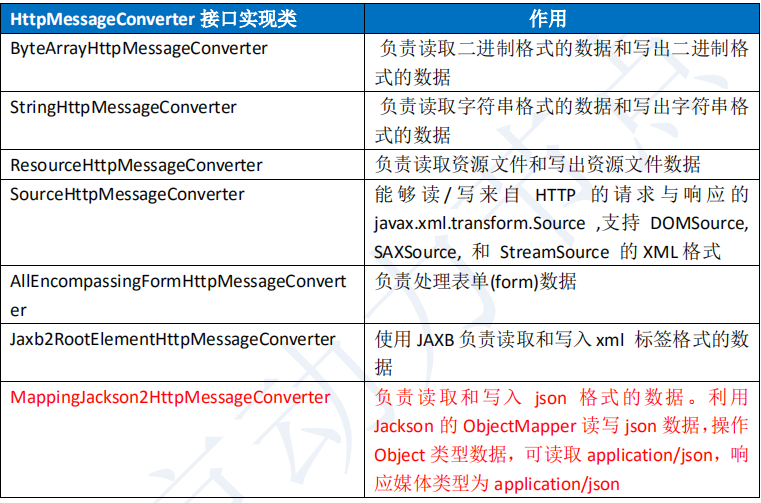 HttpMessageConverter 接口实现类 作用
ByteArrayHttpMessageConverter 负责读取二进制格式的数据和写出二进制格
式的数据
StringHttpMessageConverter 负责读取字符串格式的数据和写出字符串格
式的数据
ResourceHttpMessageConverter 负责读取资源文件和写出资源文件数据
SourceHttpMessageConverter 能够读/写来自 HTTP 的请求与响应的
javax.xml.transform.Source ,支持 DOMSource,
SAXSource, 和 StreamSource 的 XML 格式
AllEncompassingFormHttpMessageConvert 负责处理表单(form)数据
er
Jaxb2RootElementHttpMessageConverter 使用 JAXB 负责读取和写入 xml 标签格式的数
据
MappingJackson2HttpMessageConverter 负责读取和写入 json 格式的数据。利用
Jackson 的 ObjectMapper 读写 json 数据,操作
Object 类型数据，可读取 application/json，响
应媒体类型为 application/json